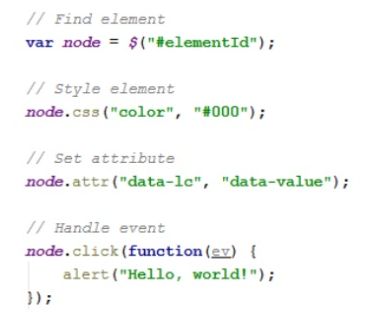 // Find element
var node = $("#elementId");
// Style element
node.css("color", "#000");
// Set attribute
node.attr("data-lc", "data-value");
// Handle event
node.click(function(ev) {
    alert("Hello, world!");
});